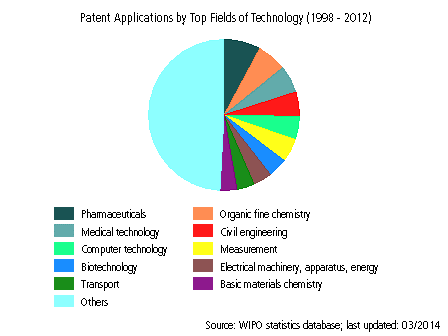 Patent Applications by Top Fields of Technology (1998 - 2012)
Pharmaceuticals
Organic fine chemistry
Medical technology
Civil engineering
Computer technology
Measurement
Biotechnology
Electrical machinery, apparatus, energy
Transport
Basic materials chemistry
Others
Source: WIPO statistics database; last updated: 03/2014